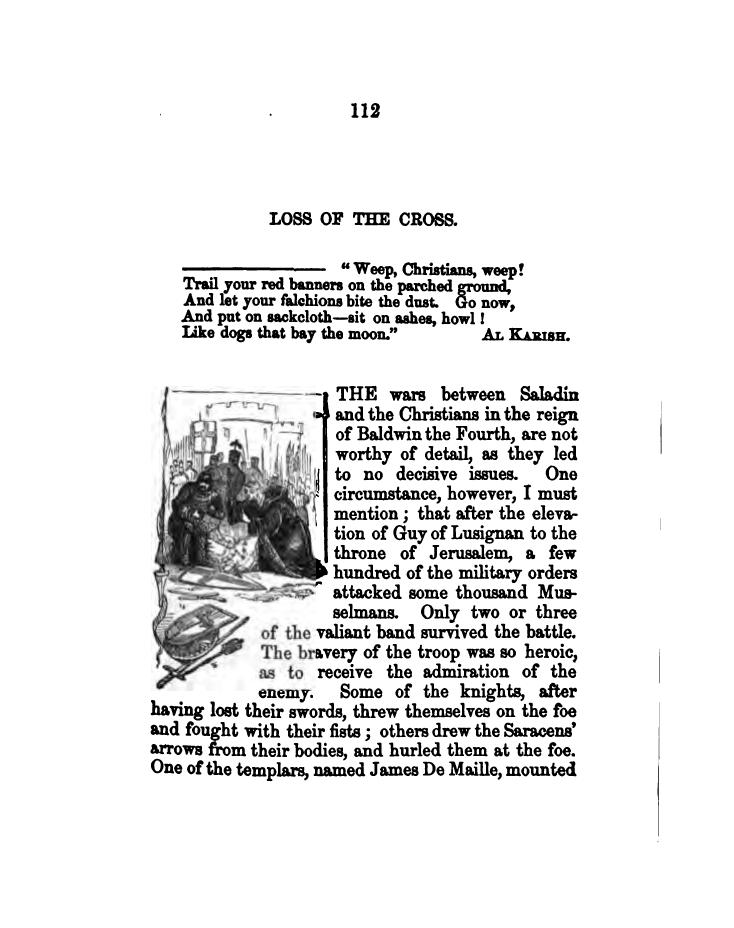 112
LOSS OF THE CROSS.
"Weep, Christians, weep!
Trail your red banners on the parched ground,
And let your falchions bite the dust. Go now,
And put on sackcloth—sit on ashes, howl!
Like dogs that bay the moon." AL KARISH.
THE wars between Saladin
and the Christians in the reign
of Baldwin the Fourth, are not
worthy of detail, as they led
to no decisive issues. One
circumstance, however, I must
mention; that after the eleva-
tion of Guy of Lusignan to the
throne of Jerusalem, a few
hundred of the military orders
attacked some thousand Mus-
selmans. Only two or three
of the valiant band survived the battle.
The bravery of the troop was so heroic,
as to receive the admiration of the
enemy. Some of the knights, after
having lost their swords, threw themselves on the foe
and fought with their fists; others drew the Saracens'
arrows from their bodies, and hurled them at the foe.
One of the templars, named James De Maille, mounted